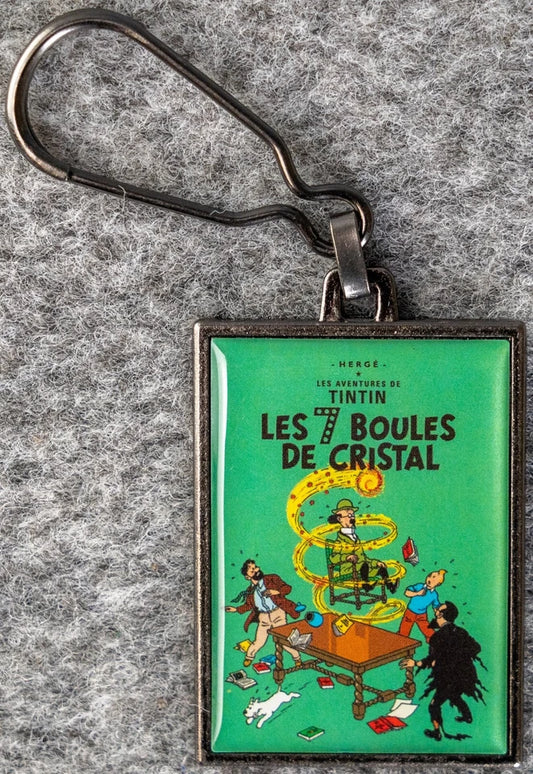 - HERGÉ -
LES AVENTURES DE
TINTIN
LES 7 BOULES
DE CRISTAL